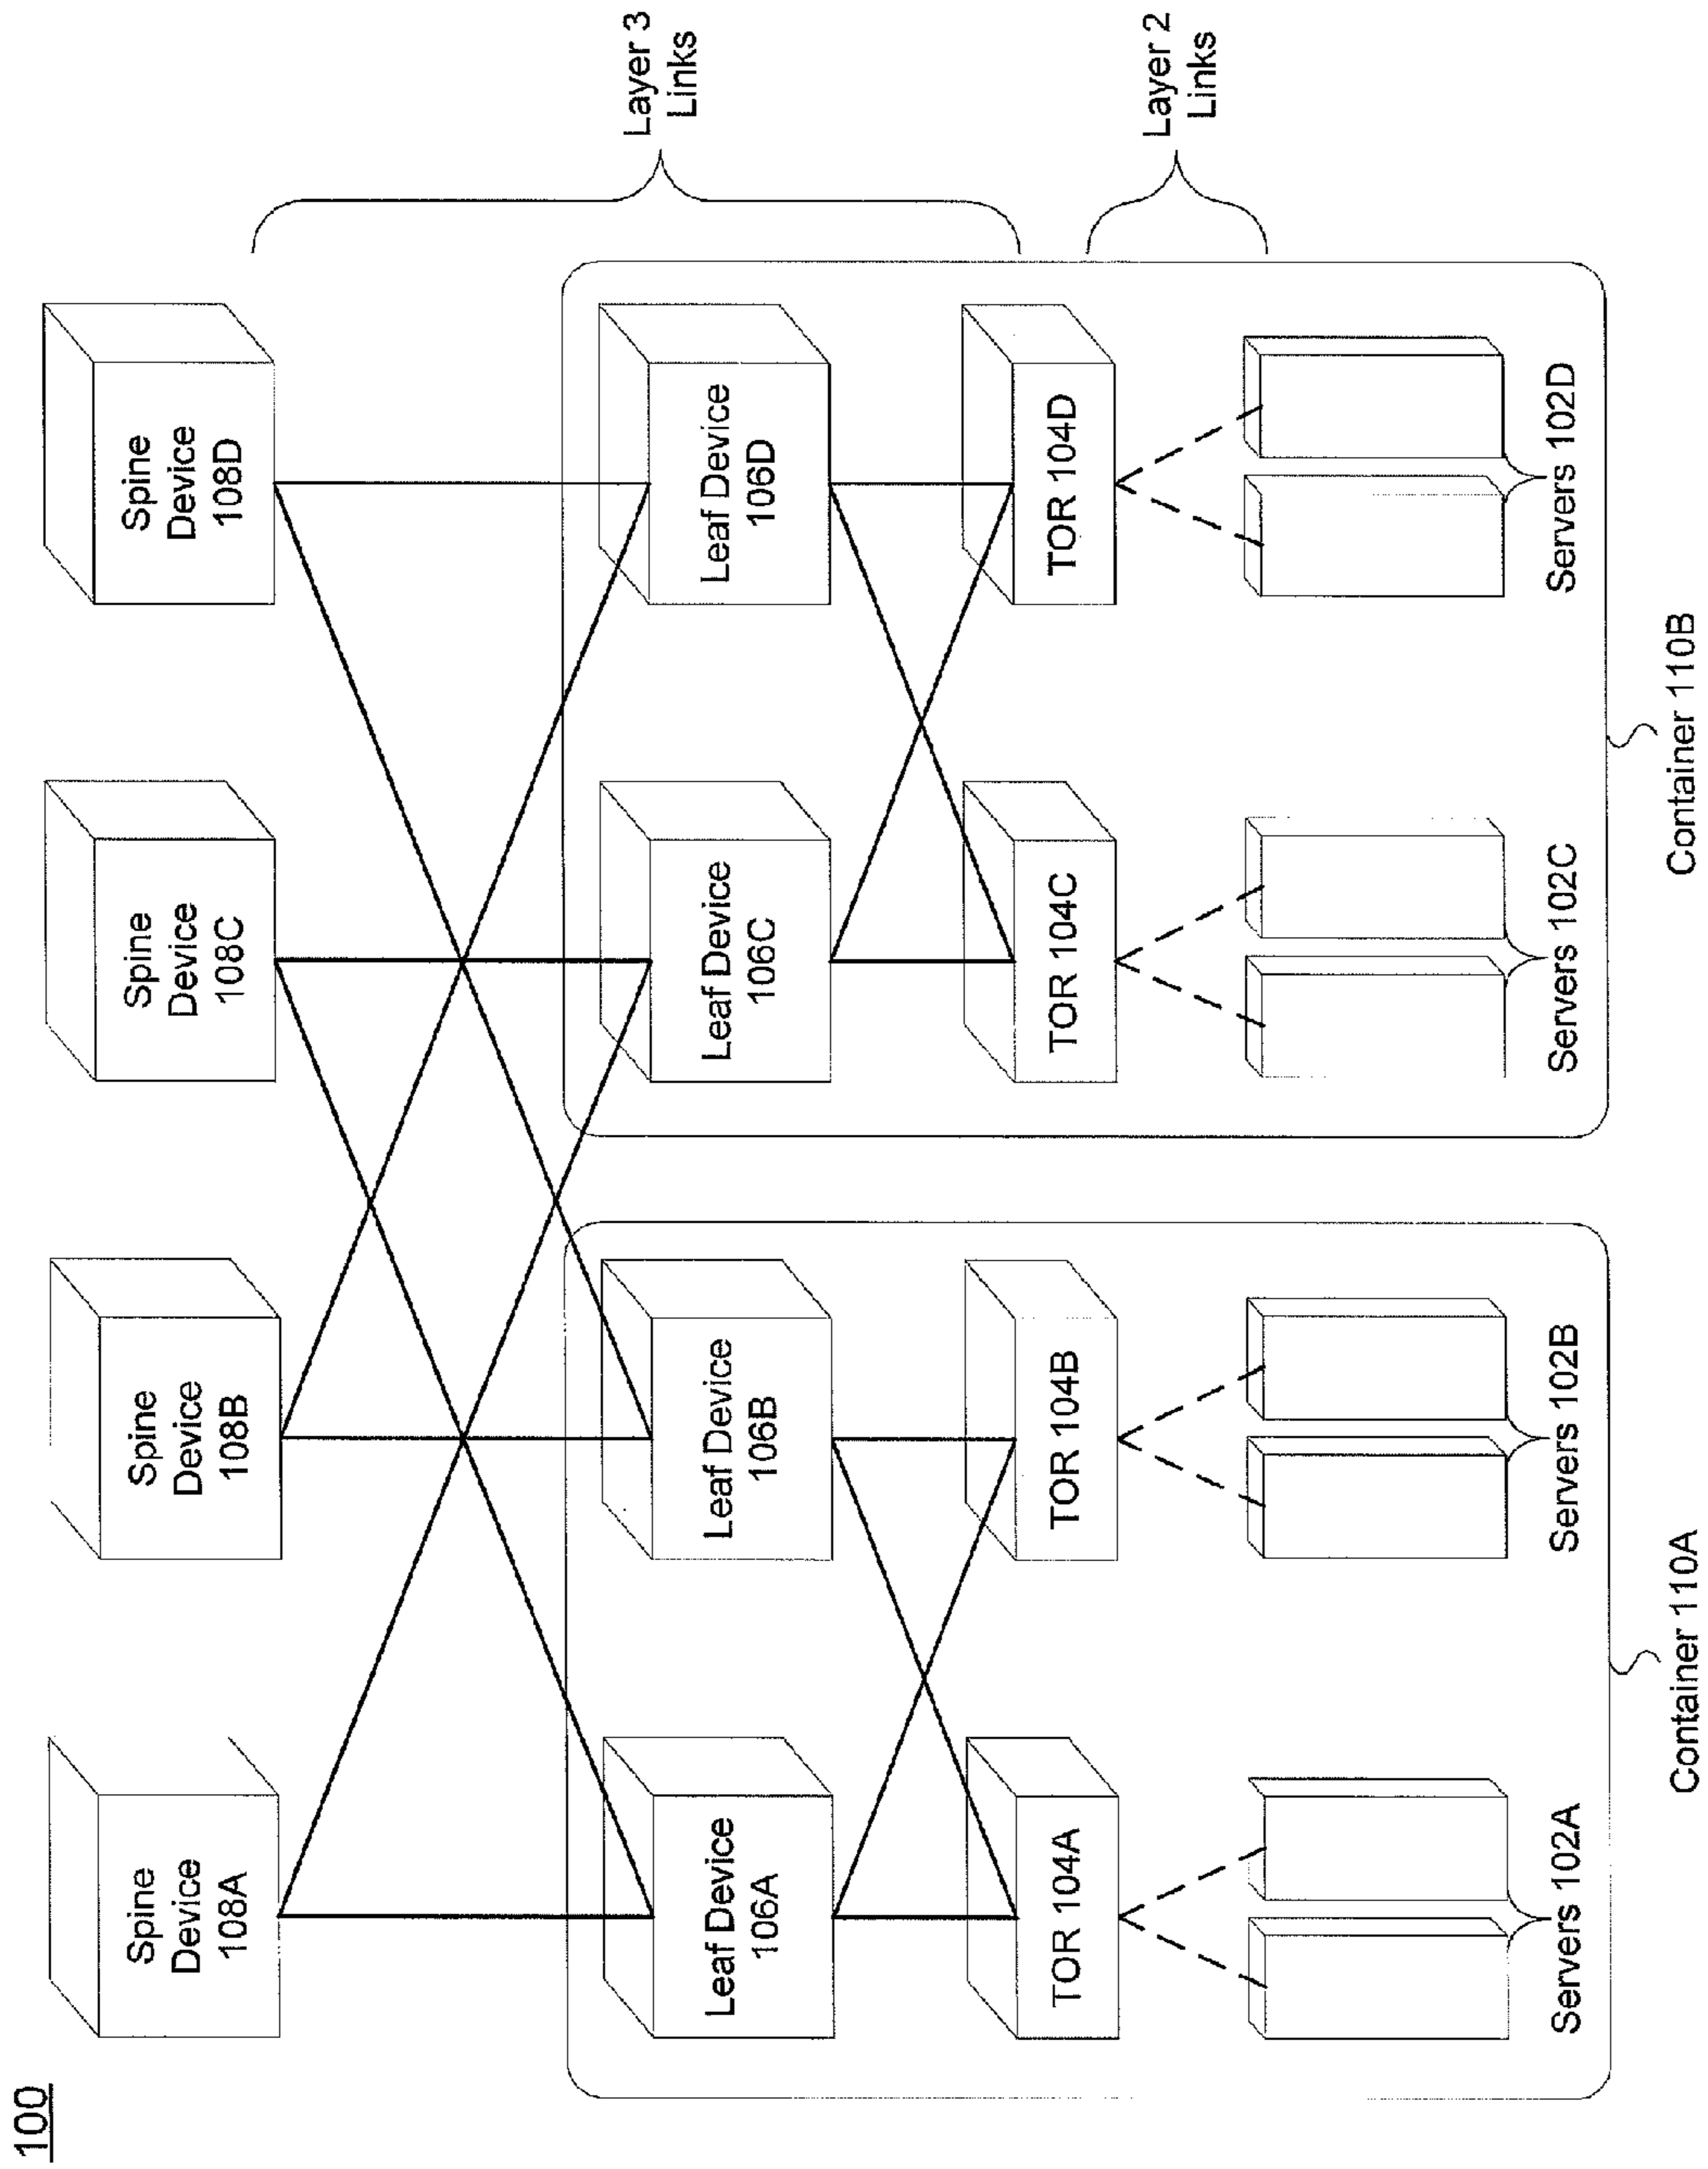 100
Spine
Device
108A
Spine
Device
108B
Spine
Device
108C
Spine
Device
108D
Layer 3
Links
Leaf Device
106A
Leaf Device
106B
Leaf Device
106C
Leaf Device
106D
TOR 104A
TOR 104B
TOR 104C
TOR 104D
Layer 2
Links
Servers 102A
Servers 102B
Servers 102C
Servers 102D
Container 110A
Container 110B